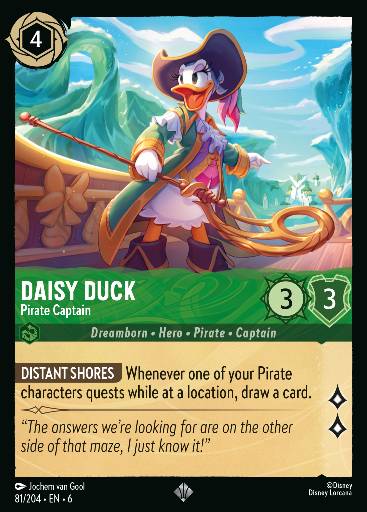 4
DAISY DUCK
Pirate Captain
3 3
Dreamborn • Hero • Pirate • Captain
DISTANT SHORES Whenever one of your Pirate
characters quests while at a location, draw a card.
“The answers we’re looking for are on the other
side of that maze, I just know it!”
Jochem van Gool
81/204 • EN • 6
©Disney
Disney Lorcana